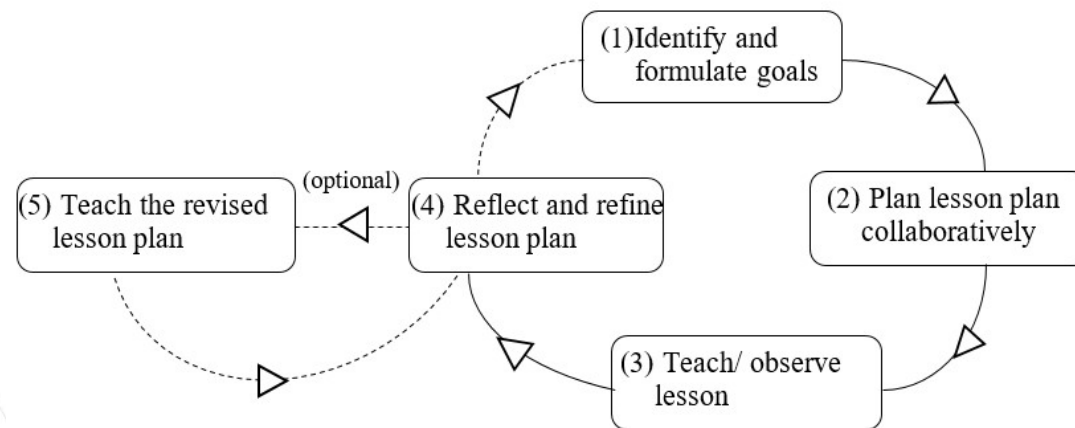 (1)Identify and
formulate goals
(2) Plan lesson plan
collaboratively
(3) Teach/ observe
lesson
(4) Reflect and refine
lesson plan
(optional)
(5) Teach the revised
lesson plan